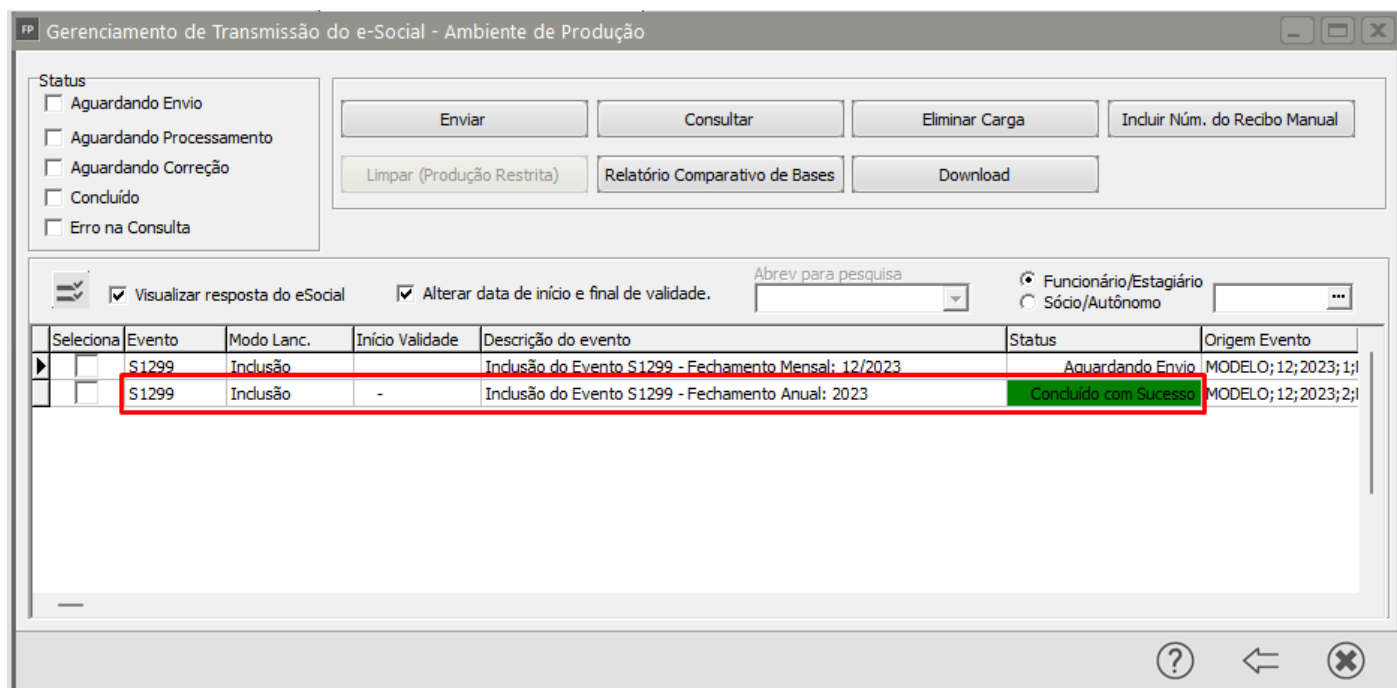 FP Gerenciamento de Transmissão do e-Social - Ambiente de Produção
Status
Aguardando Envio
Aguardando Processamento
Aguardando Correção
Concluído
Erro na Consulta
Enviar Consultar Eliminar Carga Incluir Núm. do Recibo Manual
Limpar (Produção Restrita) Relatório Comparativo de Bases Download
Visualizar resposta do eSocial Alterar data de início e final de validade.
Abrev para pesquisa
Funcionário/Estagiário
Sócio/Autônomo
...
Seleciona Evento Modo Lanc. Início Validade Descrição do evento Status Origem Evento
S1299 Inclusão Inclusão do Evento S1299 - Fechamento Mensal: 12/2023 Aguardando Envio MODELO;12;2023;1;
S1299 Inclusão - Inclusão do Evento S1299 - Fechamento Anual: 2023 Concluído com Sucesso MODELO;12;2023;2;
?